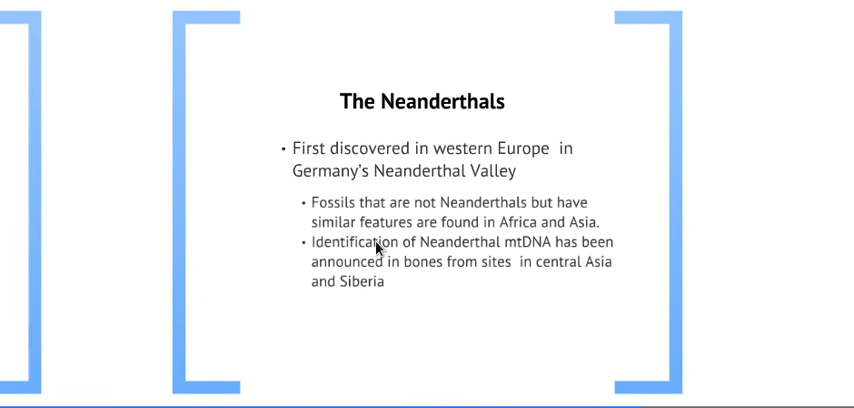 The Neanderthals
• First discovered in western Europe  in
Germany's Neanderthal Valley
• Fossils that are not Neanderthals but have
similar features are found in Africa and Asia.
• Identification of Neanderthal mtDNA has been
announced in bones from sites  in central Asia
and Siberia